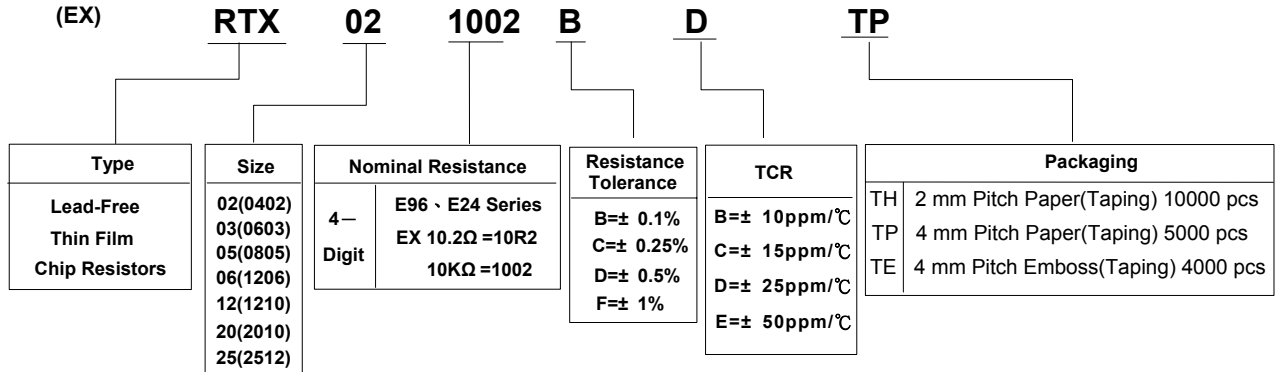 (EX) RTX 02 1002 B D TP
Type
Lead-Free
Thin Film
Chip Resistors
Size
02(0402)
03(0603)
05(0805)
06(1206)
12(1210)
20(2010)
25(2512)
Nominal Resistance
4－
Digit
E96、E24 Series
EX 10.2Ω =10R2
10KΩ =1002
Resistance
Tolerance
B=± 0.1%
C=± 0.25%
D=± 0.5%
F=± 1%
TCR
B=± 10ppm/℃
C=± 15ppm/℃
D=± 25ppm/℃
E=± 50ppm/℃
Packaging
TH 2 mm Pitch Paper(Taping) 10000 pcs
TP 4 mm Pitch Paper(Taping) 5000 pcs
TE 4 mm Pitch Emboss(Taping) 4000 pcs